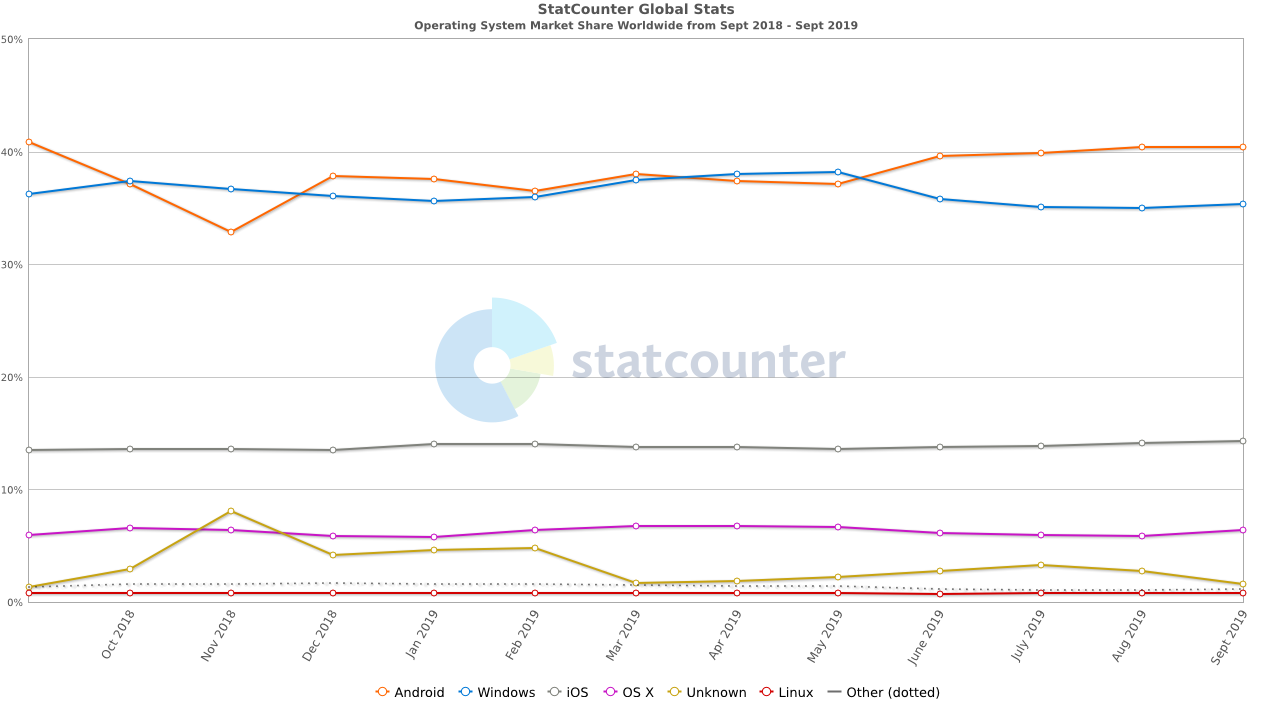 StatCounter Global Stats
Operating System Market Share Worldwide from Sept 2018 - Sept 2019
50%
40%
30%
20%
10%
0%
statcounter
Oct 2018
Nov 2018
Dec 2018
Jan 2019
Feb 2019
Mar 2019
Apr 2019
May 2019
June 2019
July 2019
Aug 2019
Sept 2019
Android Windows iOS OS X Unknown Linux Other (dotted)